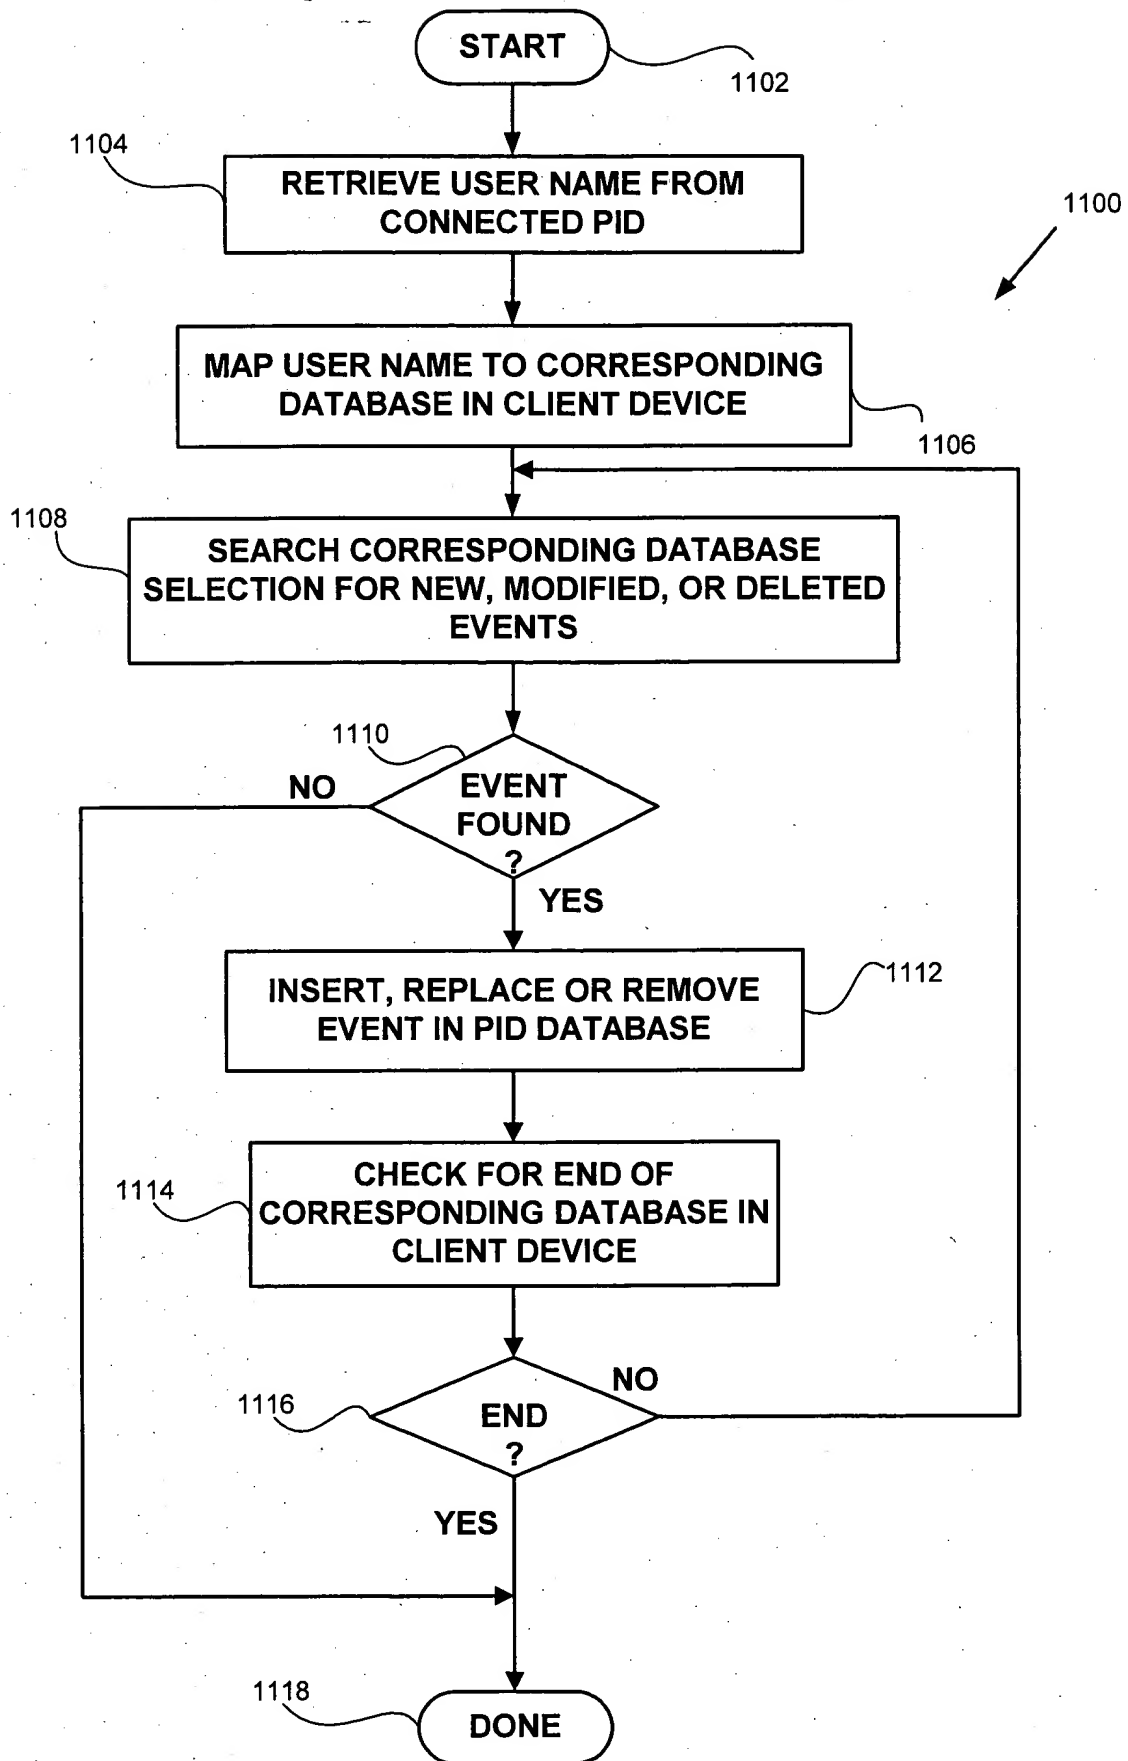 START
1102
1104
RETRIEVE USER NAME FROM
CONNECTED PID
1100
MAP USER NAME TO CORRESPONDING
DATABASE IN CLIENT DEVICE
1106
1108
SEARCH CORRESPONDING DATABASE
SELECTION FOR NEW, MODIFIED, OR DELETED
EVENTS
1110
NO
EVENT
FOUND
?
YES
INSERT, REPLACE OR REMOVE
EVENT IN PID DATABASE
1112
CHECK FOR END OF
CORRESPONDING DATABASE IN
CLIENT DEVICE
1114
NO
1116
END
?
YES
1118
DONE